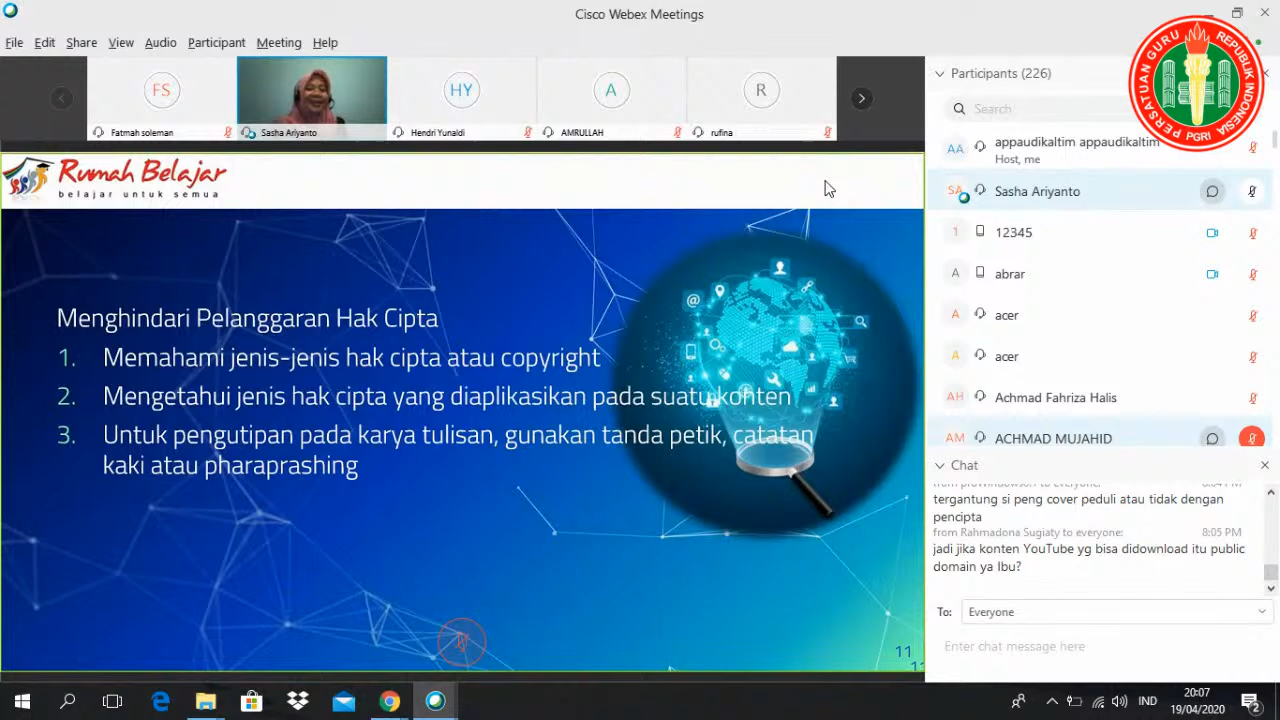 Cisco Webex Meetings
File Edit Share View Audio Participant Meeting Help
FS
HY
A
R
Fatmah soleman
Sasha Ariyanto
Hendri Yunaldi
AMRULLAH
rufina
Rumah Belajar
belajar untuk semua
Menghindari Pelanggaran Hak Cipta
1. Memahami jenis-jenis hak cipta atau copyright
2. Mengetahui jenis hak cipta yang diaplikasikan pada suatu konten
3. Untuk pengutipan pada karya tulisan, gunakan tanda petik, catatan
kaki atau pharaprashing
11
11
Participants (226)
Search
AA appaudikaltim appaudikaltim
Host, me
SA Sasha Ariyanto
1 12345
A abrar
A acer
A acer
AH Achmad Fahriza Halis
AM ACHMAD MUJAHID
PERSATUAN GURU REPUBLIK INDONESIA
PGRI
Chat
tergantung si peng cover peduli atau tidak dengan
pencipta
from Rahmadona Sugiaty to everyone: 8:05 PM
jadi jika konten YouTube yg bisa didownload itu public
domain ya Ibu?
To: Everyone
Enter chat message here
IND
20:07
19/04/2020
2